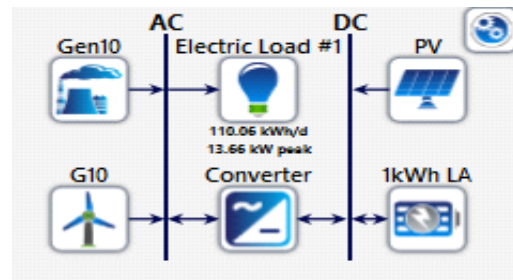 AC DC
Gen10 Electric Load #1 PV
110.06 kWh/d
13.66 kW peak
G10 Converter 1kWh LA